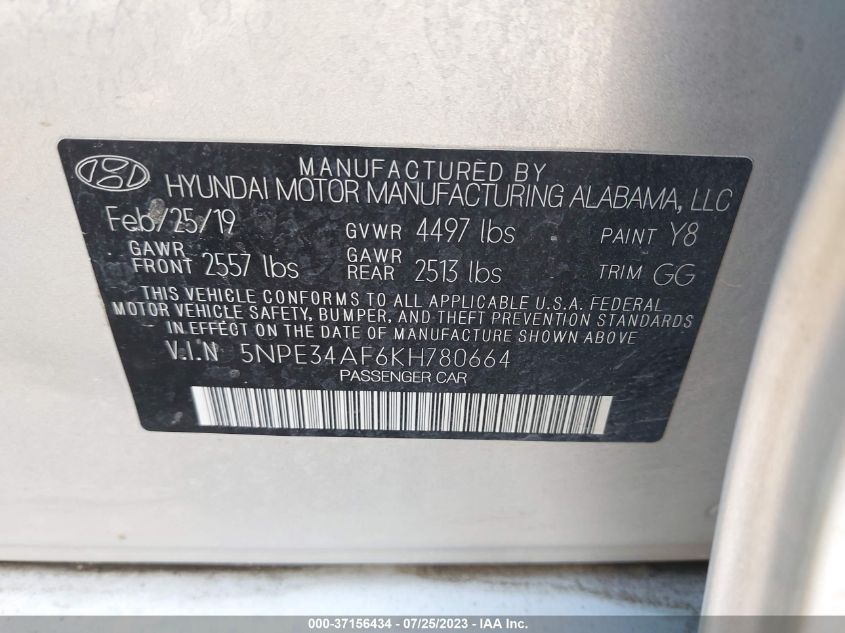 MANUFACTURED BY
HYUNDAI MOTOR MANUFACTURING ALABAMA, LLC
Feb/25/19 GVWR 4497 lbs PAINT Y8
GAWR FRONT 2557 lbs GAWR REAR 2513 lbs TRIM GG
THIS VEHICLE CONFORMS TO ALL APPLICABLE U.S.A. FEDERAL
MOTOR VEHICLE SAFETY, BUMPER, AND THEFT PREVENTION STANDARDS
IN EFFECT ON THE DATE OF MANUFACTURE SHOWN ABOVE
V.I.N 5NPE34AF6KH780664
PASSENGER CAR
000-37156434 - 07/25/2023 - IAA Inc.